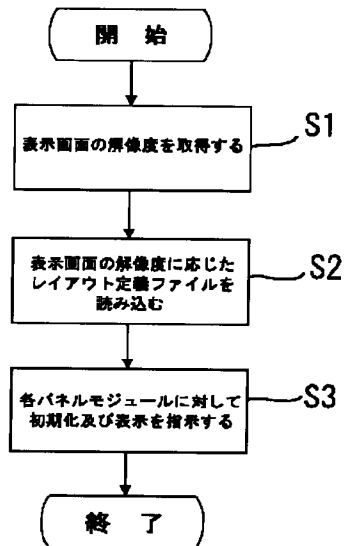 開 始
表示画面の解像度を取得する
S1
表示画面の解像度に応じた
レイアウト定義ファイルを
読み込む
S2
各パネルモジュールに対して
初期化及び表示を指示する
S3
終 了